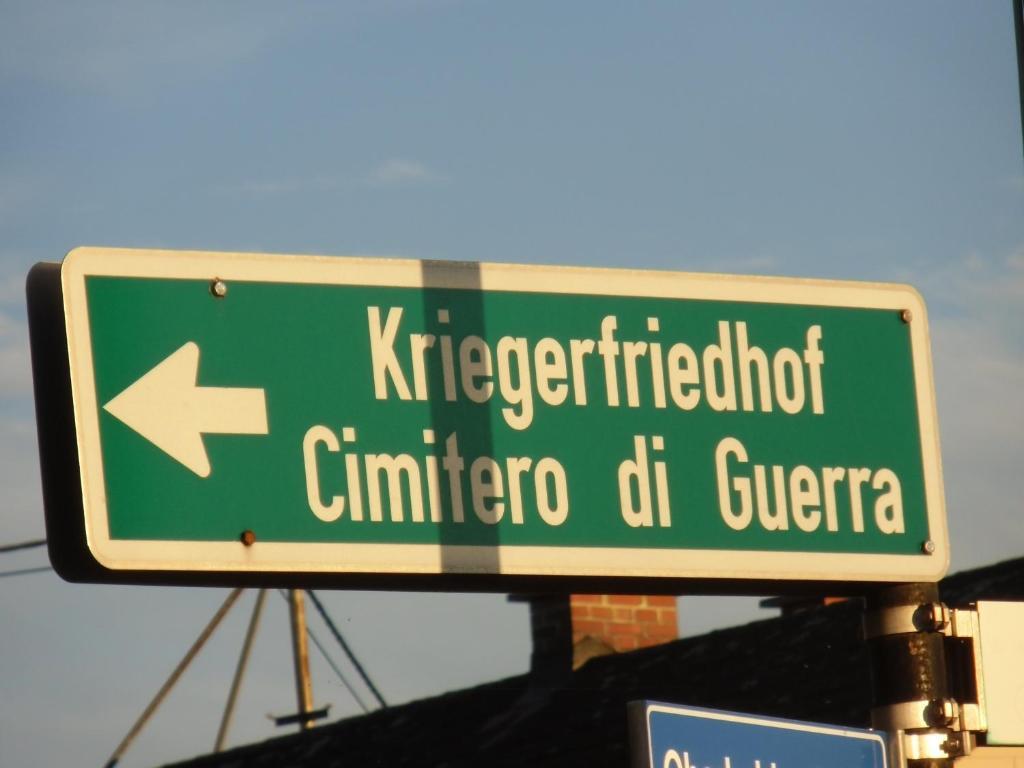 Kriegerfriedhof
Cimitero di Guerra